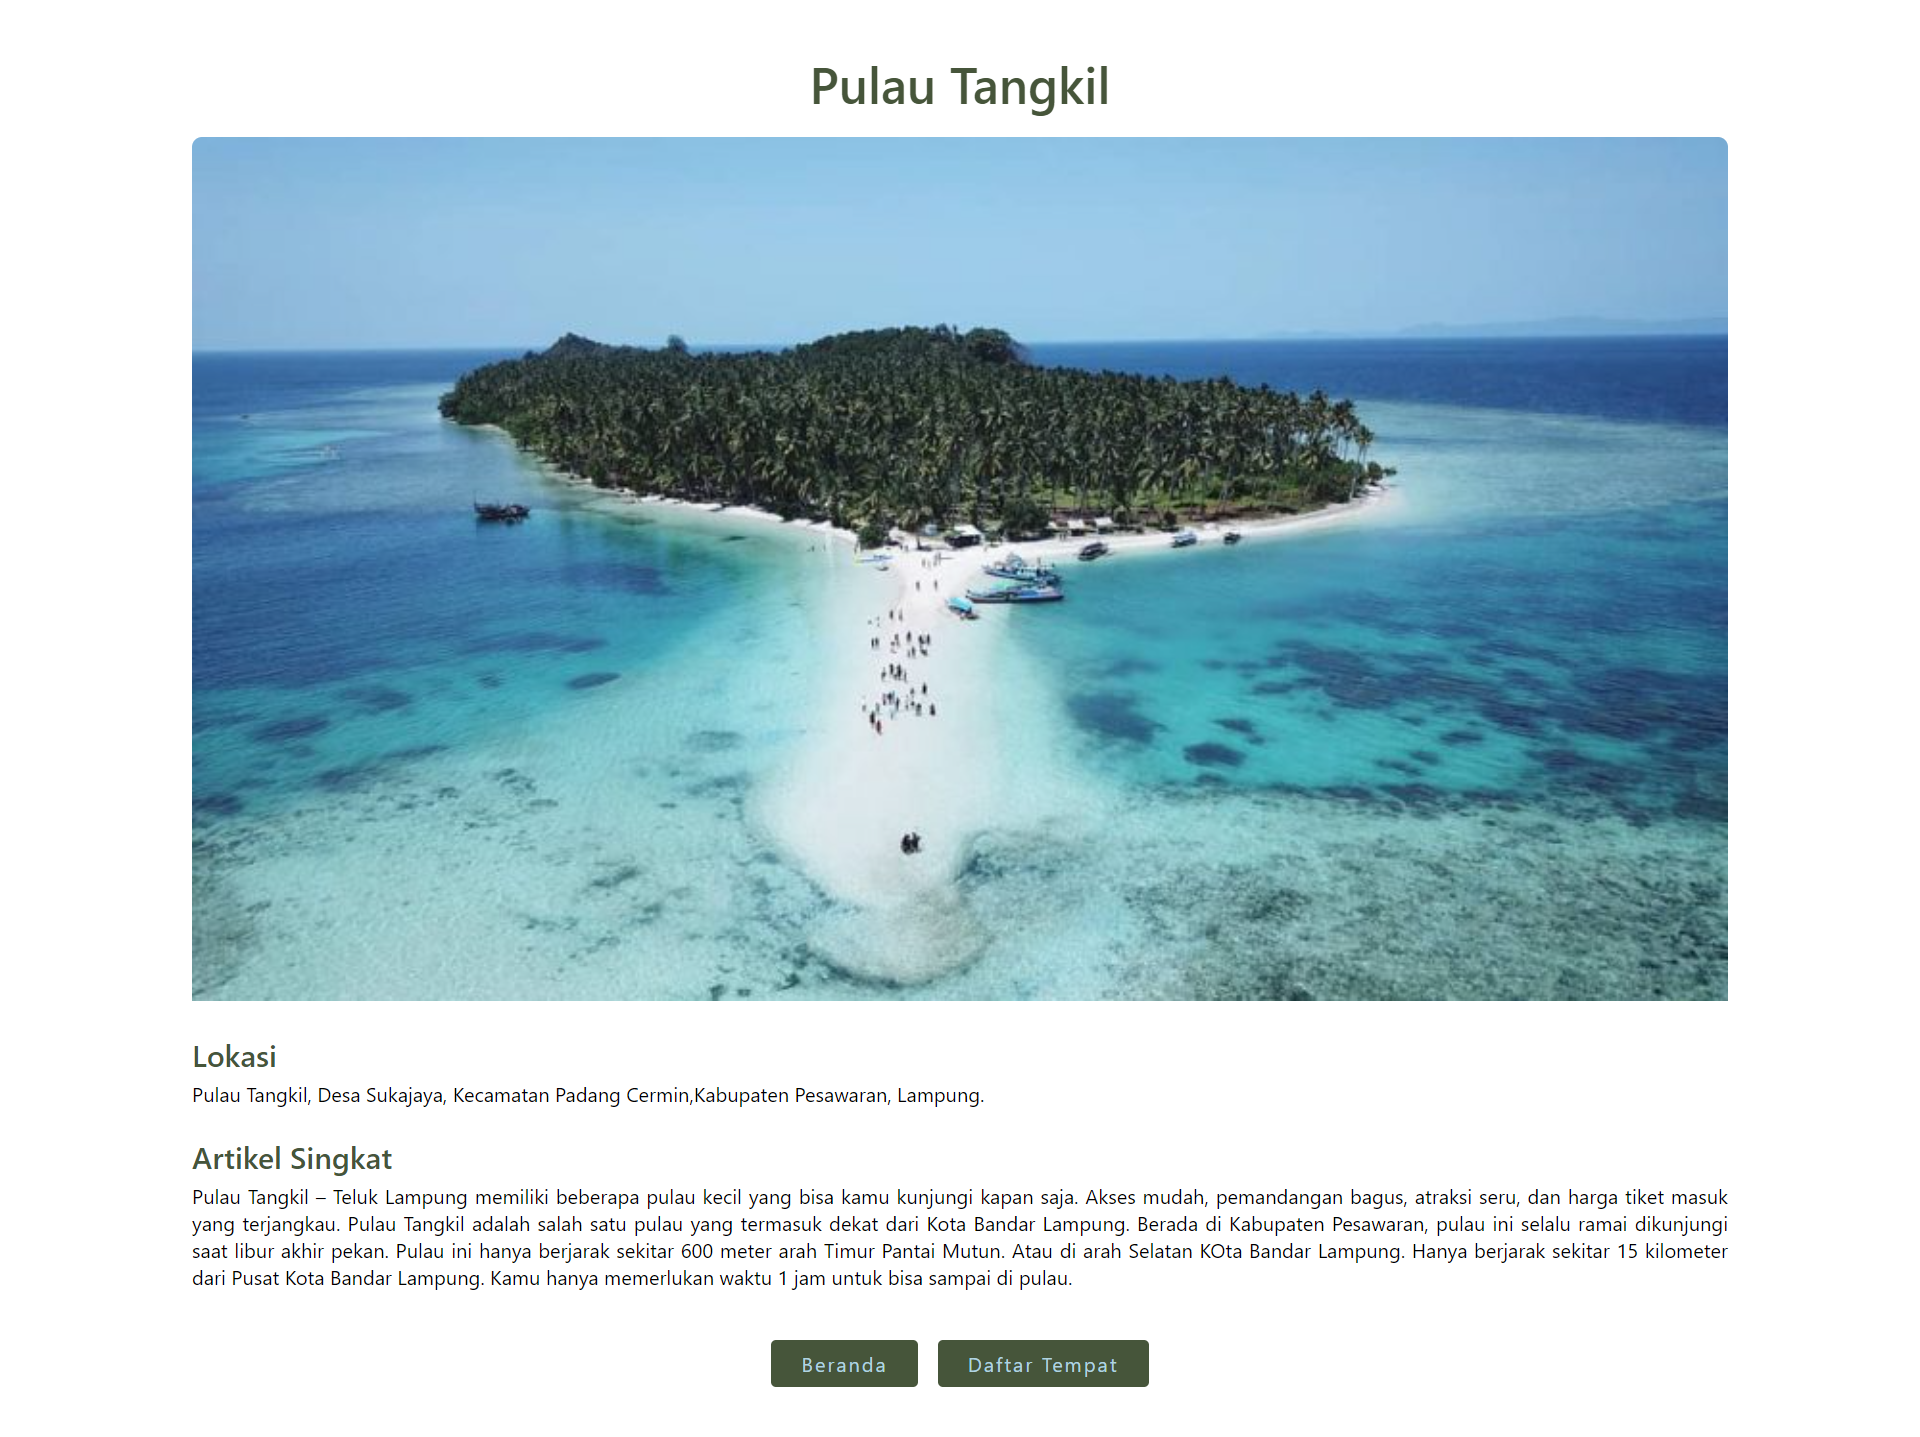 Pulau Tangkil
Lokasi
Pulau Tangkil, Desa Sukajaya, Kecamatan Padang Cermin,Kabupaten Pesawaran, Lampung.
Artikel Singkat
Pulau Tangkil – Teluk Lampung memiliki beberapa pulau kecil yang bisa kamu kunjungi kapan saja. Akses mudah, pemandangan bagus, atraksi seru, dan harga tiket masuk
yang terjangkau. Pulau Tangkil adalah salah satu pulau yang termasuk dekat dari Kota Bandar Lampung. Berada di Kabupaten Pesawaran, pulau ini selalu ramai dikunjungi
saat libur akhir pekan. Pulau ini hanya berjarak sekitar 600 meter arah Timur Pantai Mutun. Atau di arah Selatan KOta Bandar Lampung. Hanya berjarak sekitar 15 kilometer
dari Pusat Kota Bandar Lampung. Kamu hanya memerlukan waktu 1 jam untuk bisa sampai di pulau.
Beranda
Daftar Tempat